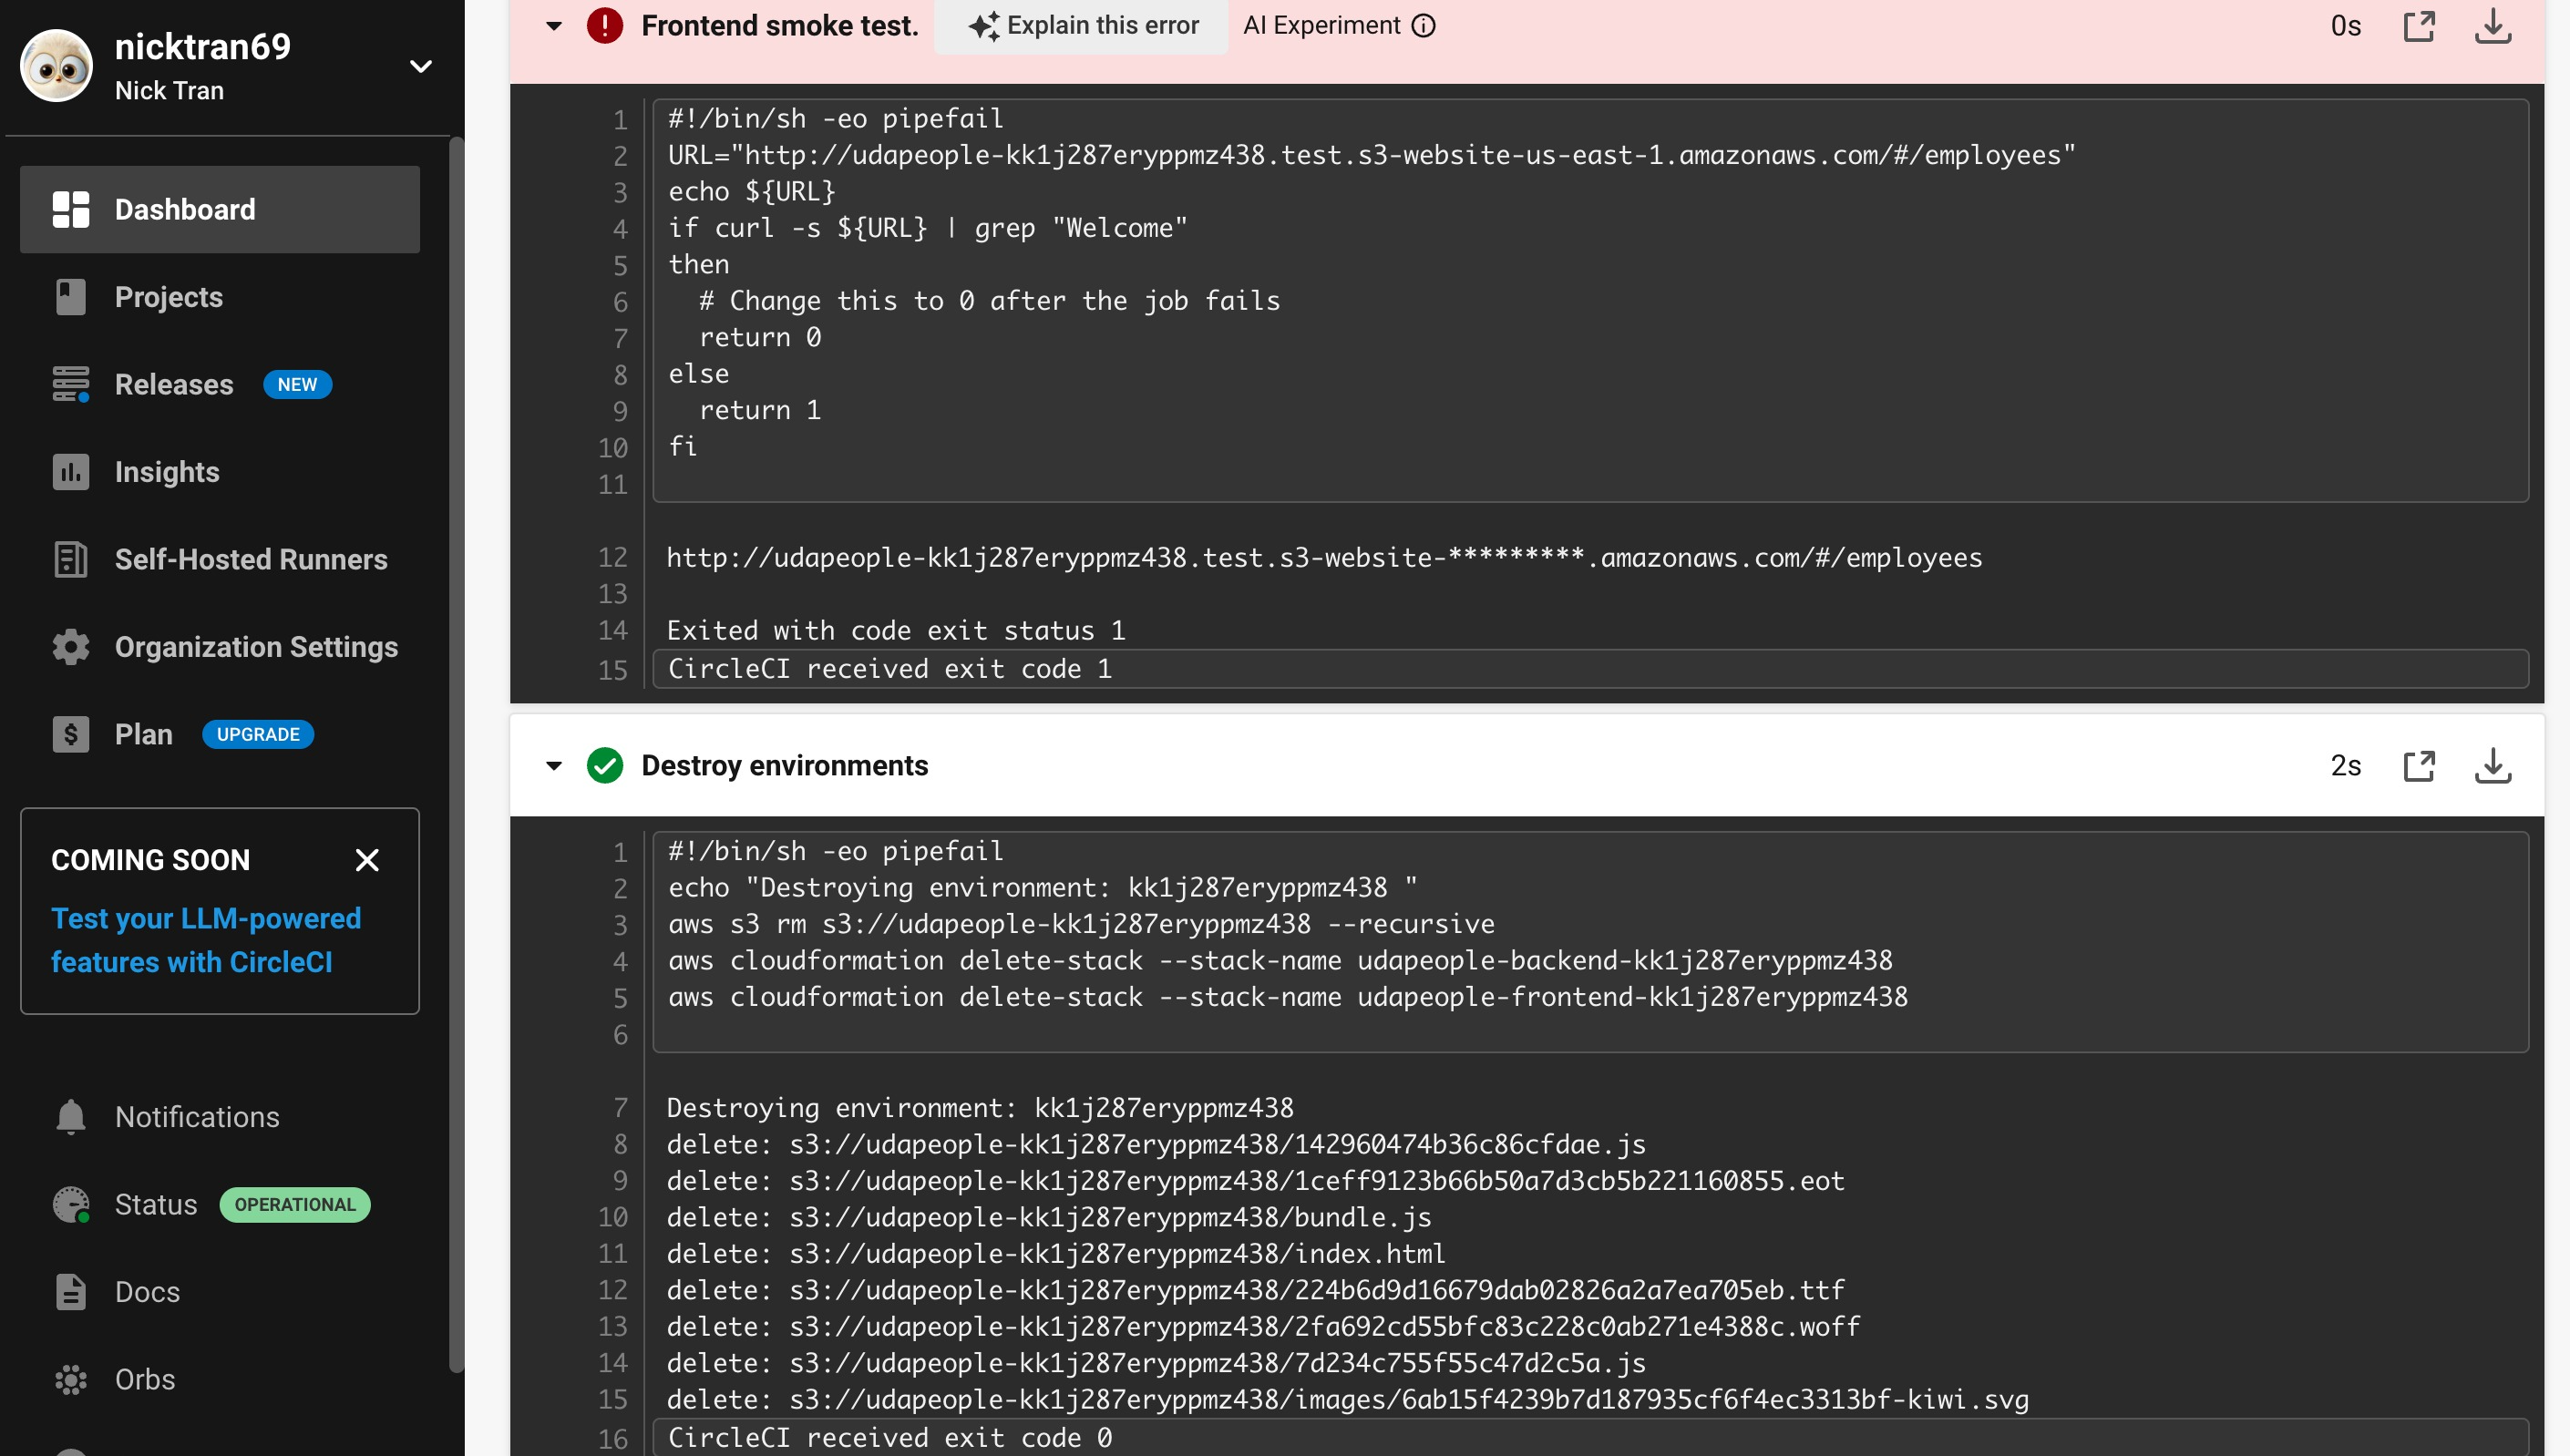 nicktran69
Nick Tran
Dashboard
Projects
Releases NEW
Insights
Self-Hosted Runners
Organization Settings
Plan UPGRADE
COMING SOON
Test your LLM-powered
features with CircleCI
Notifications
Status OPERATIONAL
Docs
Orbs
Frontend smoke test. Explain this error AI Experiment 0s
1 #!/bin/sh -eo pipefail
2 URL="http://udapeople-kk1j287eryppmz438.test.s3-website-us-east-1.amazonaws.com/#/employees"
3 echo ${URL}
4 if curl -s ${URL} | grep "Welcome"
5 then
6 # Change this to 0 after the job fails
7 return 0
8 else
9 return 1
10 fi
11
12 http://udapeople-kk1j287eryppmz438.test.s3-website-*********.amazonaws.com/#/employees
13
14 Exited with code exit status 1
15 CircleCI received exit code 1
Destroy environments 2s
1 #!/bin/sh -eo pipefail
2 echo "Destroying environment: kk1j287eryppmz438 "
3 aws s3 rm s3://udapeople-kk1j287eryppmz438 --recursive
4 aws cloudformation delete-stack --stack-name udapeople-backend-kk1j287eryppmz438
5 aws cloudformation delete-stack --stack-name udapeople-frontend-kk1j287eryppmz438
6
7 Destroying environment: kk1j287eryppmz438
8 delete: s3://udapeople-kk1j287eryppmz438/142960474b36c86cfdae.js
9 delete: s3://udapeople-kk1j287eryppmz438/1ceff9123b66b50a7d3cb5b221160855.eot
10 delete: s3://udapeople-kk1j287eryppmz438/bundle.js
11 delete: s3://udapeople-kk1j287eryppmz438/index.html
12 delete: s3://udapeople-kk1j287eryppmz438/224b6d9d16679dab02826a2a7ea705eb.ttf
13 delete: s3://udapeople-kk1j287eryppmz438/2fa692cd55bfc83c228c0ab271e4388c.woff
14 delete: s3://udapeople-kk1j287eryppmz438/7d234c755f55c47d2c5a.js
15 delete: s3://udapeople-kk1j287eryppmz438/images/6ab15f4239b7d187935cf6f4ec3313bf-kiwi.svg
16 CircleCI received exit code 0